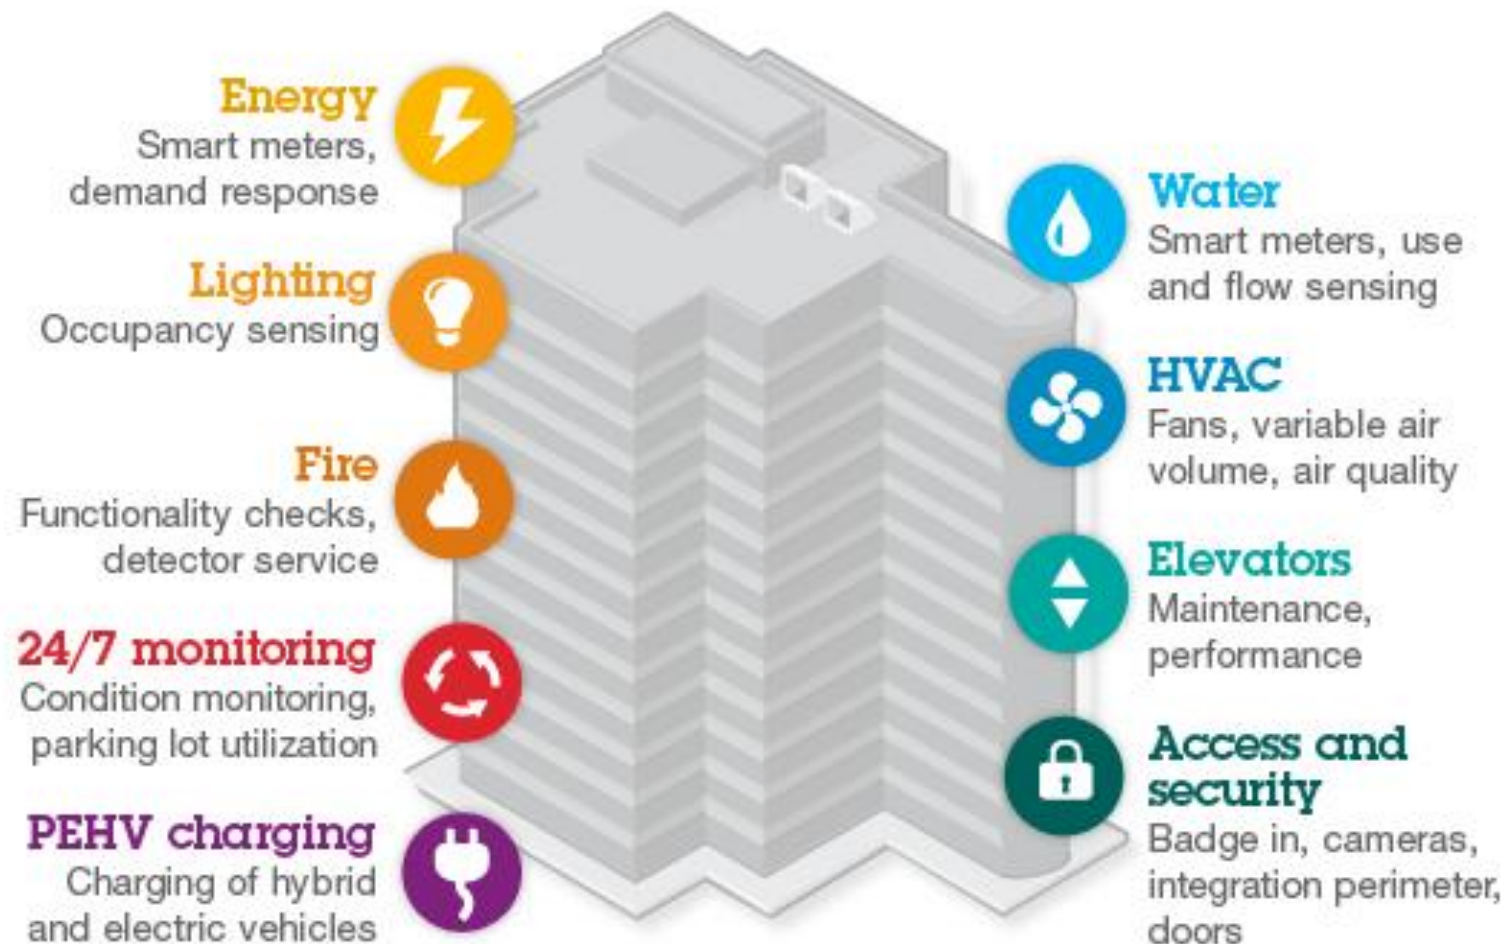 Energy
Smart meters,
demand response
Lighting
Occupancy sensing
Fire
Functionality checks,
detector service
24/7 monitoring
Condition monitoring,
parking lot utilization
PEHV charging
Charging of hybrid
and electric vehicles
Water
Smart meters, use
and flow sensing
HVAC
Fans, variable air
volume, air quality
Elevators
Maintenance,
performance
Access and
security
Badge in, cameras,
integration perimeter,
doors